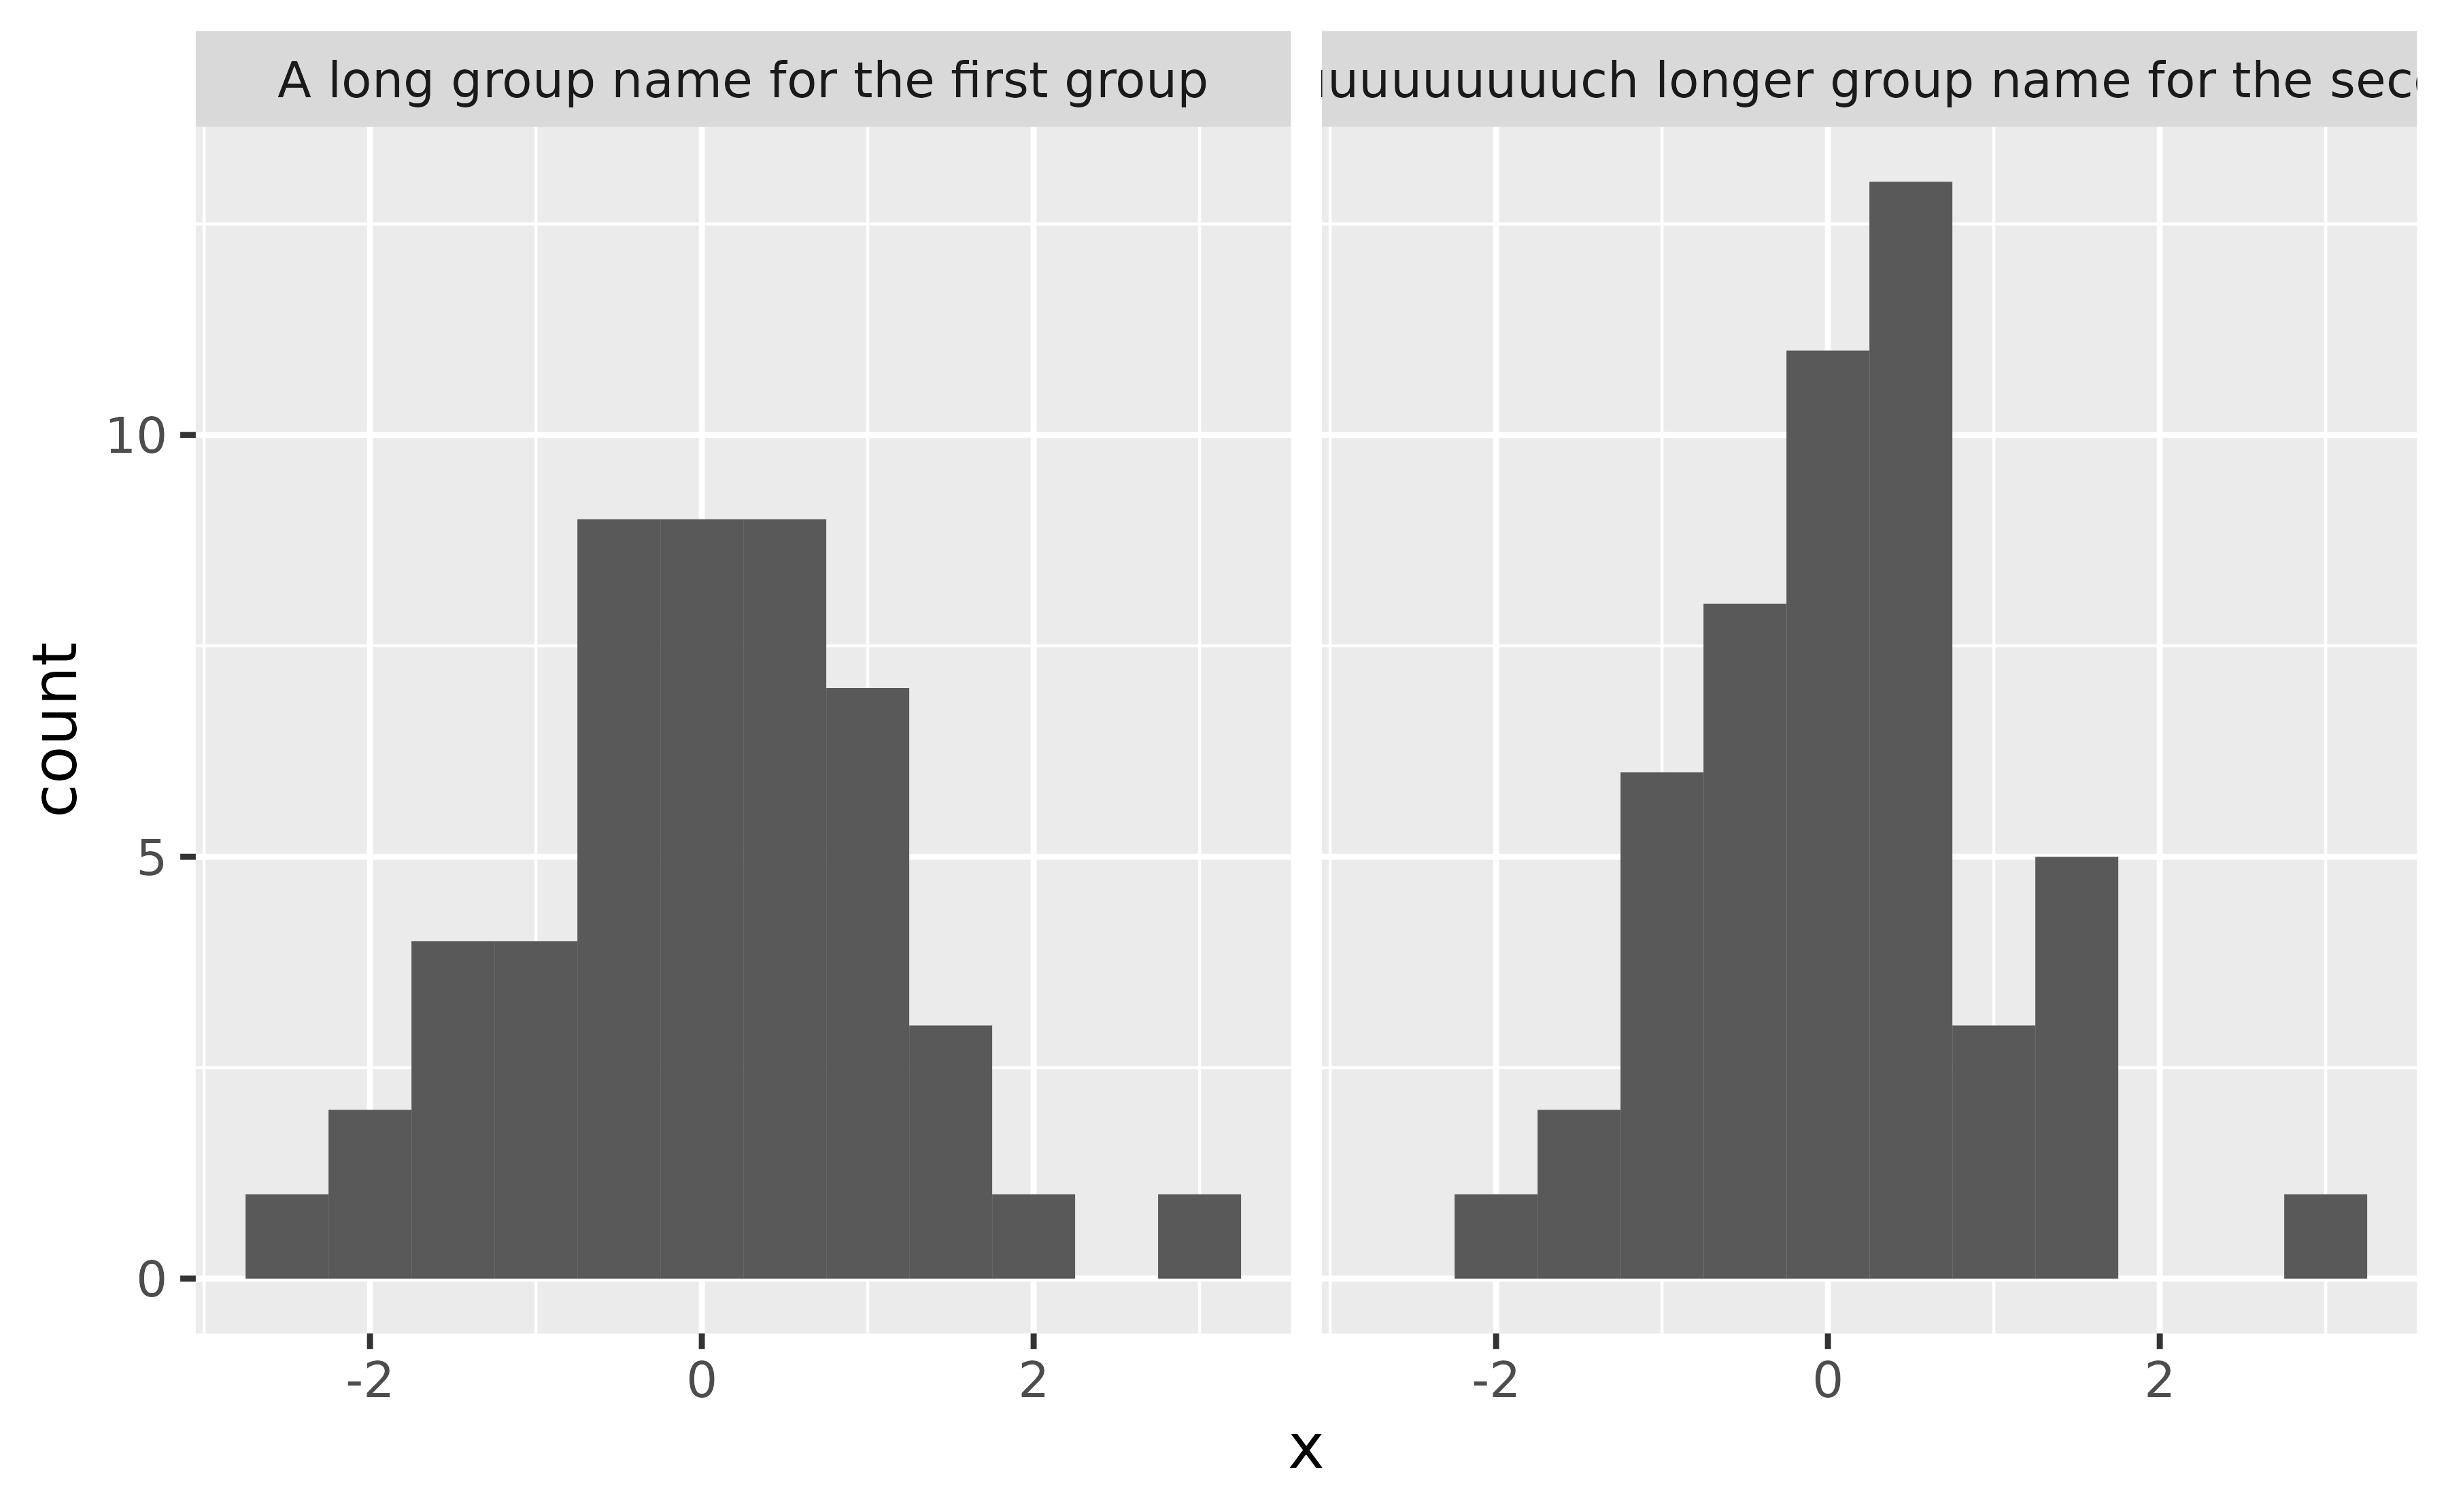 A long group name for the first group
uuuuuuuuuch longer group name for the sec
count
10
5
0
-2 0 2
-2 0 2
x